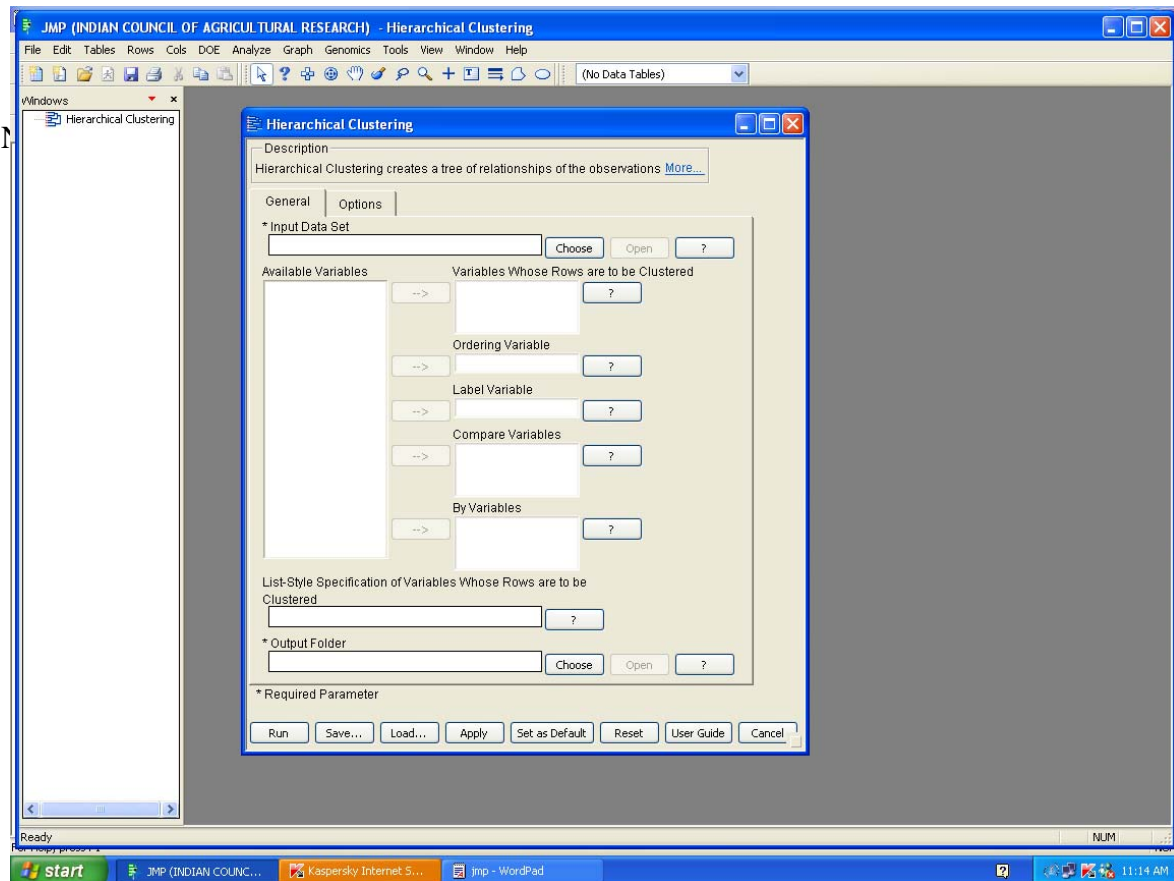 JMP (INDIAN COUNCIL OF AGRICULTURAL RESEARCH) - Hierarchical Clustering
File Edit Tables Rows Cols DOE Analyze Graph Genomics Tools View Window Help
(No Data Tables)
Windows
Hierarchical Clustering
Hierarchical Clustering
Description
Hierarchical Clustering creates a tree of relationships of the observations More...
General Options
* Input Data Set
Choose Open ?
Available Variables Variables Whose Rows are to be Clustered
--> ?
Ordering Variable
--> ?
Label Variable
--> ?
Compare Variables
--> ?
By Variables
--> ?
List-Style Specification of Variables Whose Rows are to be
Clustered
?
* Output Folder
Choose Open ?
* Required Parameter
Run Save... Load... Apply Set as Default Reset User Guide Cancel
Ready NUM
start JMP (INDIAN COUNC... Kaspersky Internet S... jmp - WordPad 11:14 AM